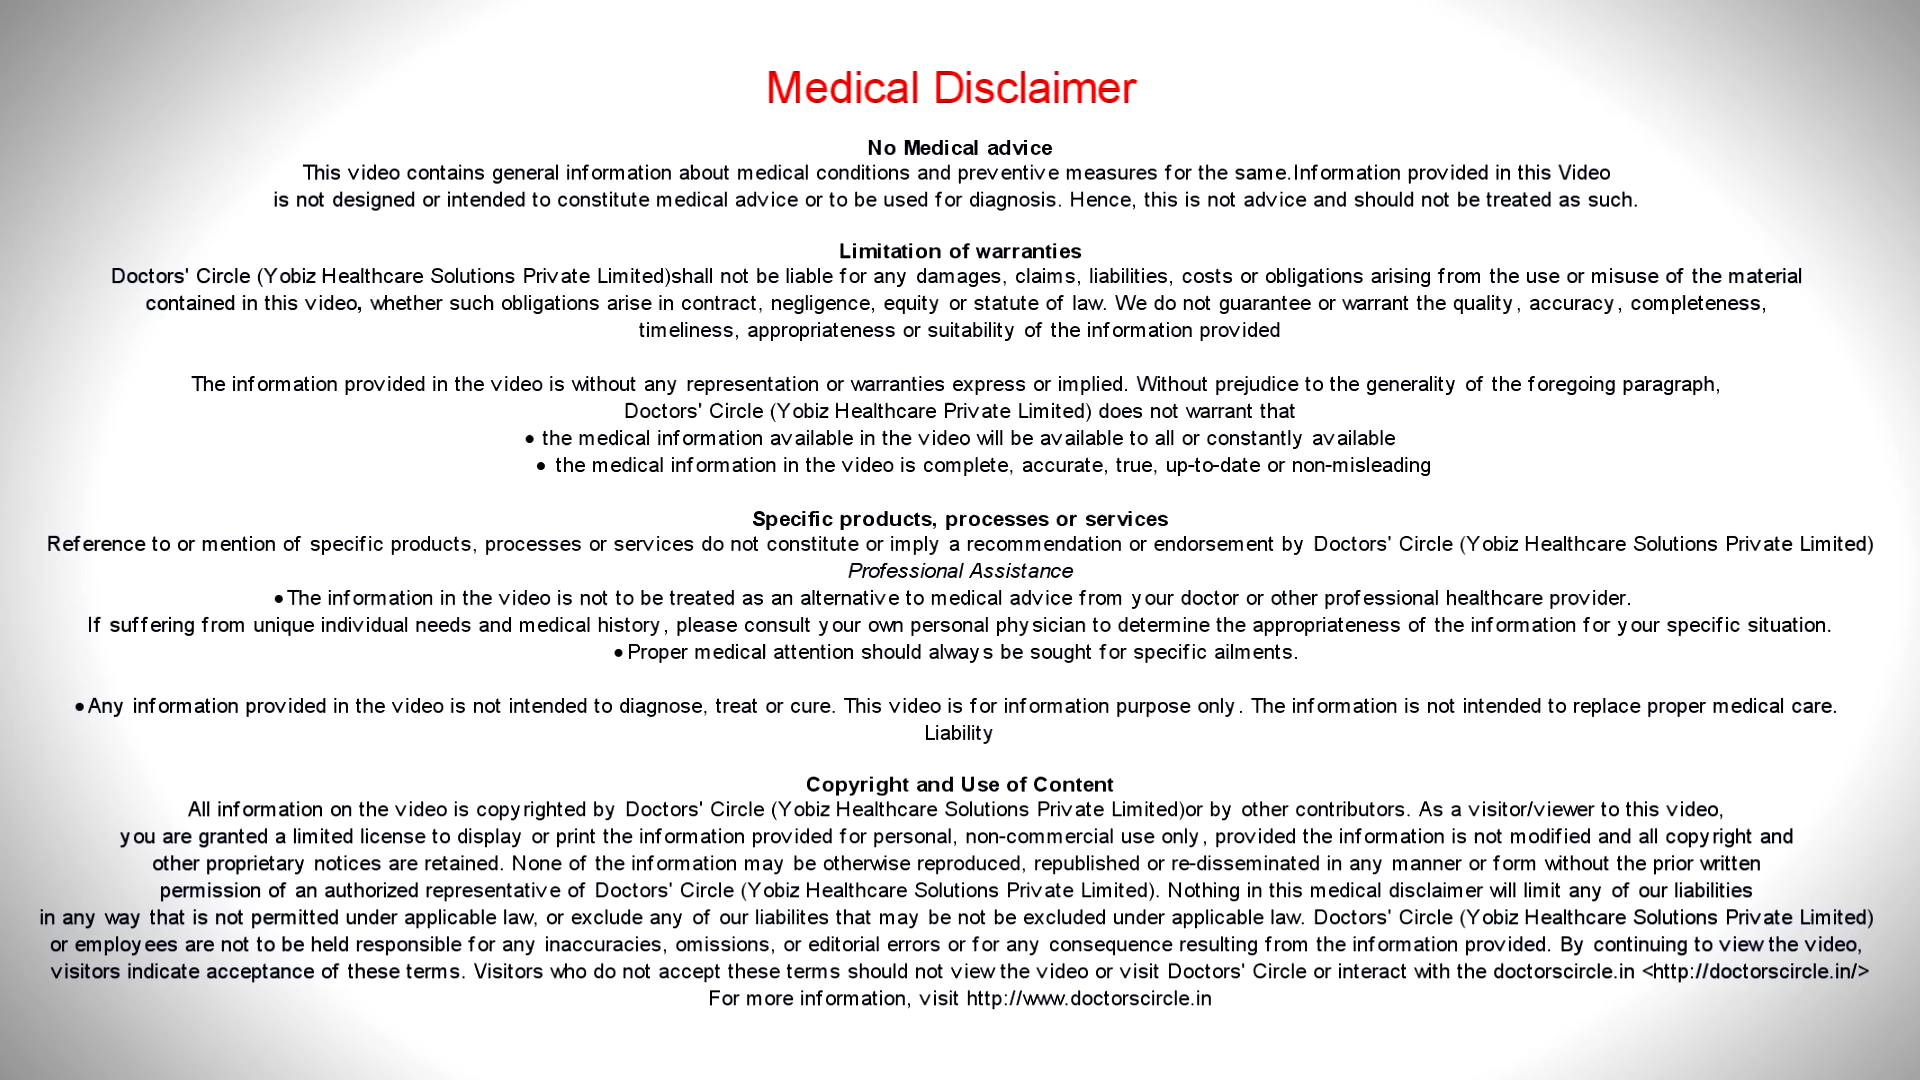 Medical Disclaimer
No Medical advice
This video contains general information about medical conditions and preventive measures for the same.Information provided in this Video
is not designed or intended to constitute medical advice or to be used for diagnosis. Hence, this is not advice and should not be treated as such.
Limitation of warranties
Doctors' Circle (Yobiz Healthcare Solutions Private Limited)shall not be liable for any damages, claims, liabilities, costs or obligations arising from the use or misuse of the material
contained in this video, whether such obligations arise in contract, negligence, equity or statute of law. We do not guarantee or warrant the quality, accuracy, completeness,
timeliness, appropriateness or suitability of the information provided
The information provided in the video is without any representation or warranties express or implied. Without prejudice to the generality of the foregoing paragraph,
Doctors' Circle (Yobiz Healthcare Private Limited) does not warrant that
• the medical information available in the video will be available to all or constantly available
• the medical information in the video is complete, accurate, true, up-to-date or non-misleading
Specific products, processes or services
Reference to or mention of specific products, processes or services do not constitute or imply a recommendation or endorsement by Doctors' Circle (Yobiz Healthcare Solutions Private Limited)
Professional Assistance
•The information in the video is not to be treated as an alternative to medical advice from your doctor or other professional healthcare provider.
If suffering from unique individual needs and medical history, please consult your own personal physician to determine the appropriateness of the information for your specific situation.
•Proper medical attention should always be sought for specific ailments.
•Any information provided in the video is not intended to diagnose, treat or cure. This video is for information purpose only. The information is not intended to replace proper medical care.
Liability
Copyright and Use of Content
All information on the video is copyrighted by Doctors' Circle (Yobiz Healthcare Solutions Private Limited)or by other contributors. As a visitor/viewer to this video,
you are granted a limited license to display or print the information provided for personal, non-commercial use only, provided the information is not modified and all copyright and
other proprietary notices are retained. None of the information may be otherwise reproduced, republished or re-disseminated in any manner or form without the prior written
permission of an authorized representative of Doctors' Circle (Yobiz Healthcare Solutions Private Limited). Nothing in this medical disclaimer will limit any of our liabilities
in any way that is not permitted under applicable law, or exclude any of our liabilites that may be not be excluded under applicable law. Doctors' Circle (Yobiz Healthcare Solutions Private Limited)
or employees are not to be held responsible for any inaccuracies, omissions, or editorial errors or for any consequence resulting from the information provided. By continuing to view the video,
visitors indicate acceptance of these terms. Visitors who do not accept these terms should not view the video or visit Doctors' Circle or interact with the doctorscircle.in <http://doctorscircle.in/>
For more information, visit http://www.doctorscircle.in